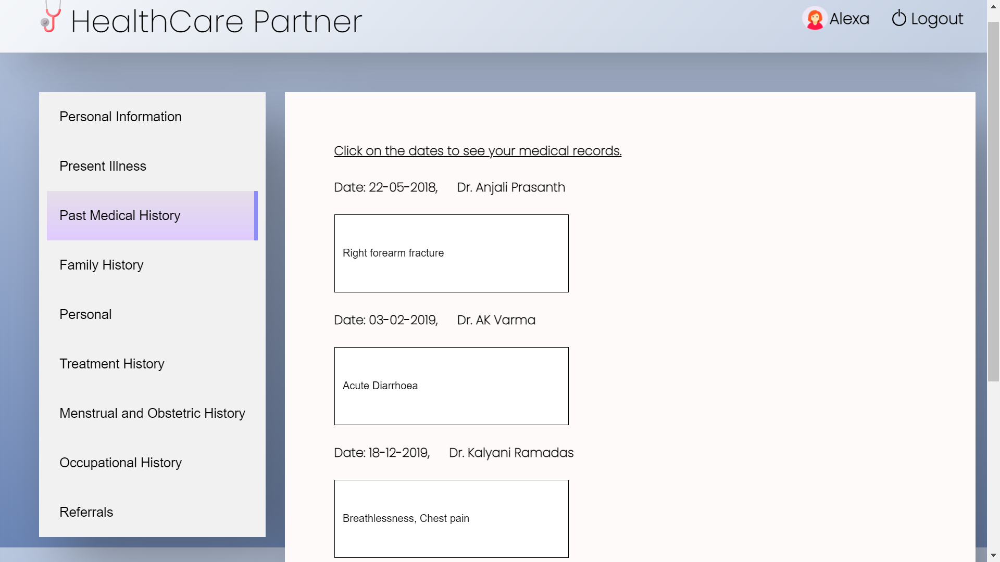 HealthCare Partner
Alexa
Logout
Personal Information
Present Illness
Past Medical History
Family History
Personal
Treatment History
Menstrual and Obstetric History
Occupational History
Referrals
Click on the dates to see your medical records.
Date: 22-05-2018, Dr. Anjali Prasanth
Right forearm fracture
Date: 03-02-2019, Dr. AK Varma
Acute Diarrhoea
Date: 18-12-2019, Dr. Kalyani Ramadas
Breathlessness, Chest pain